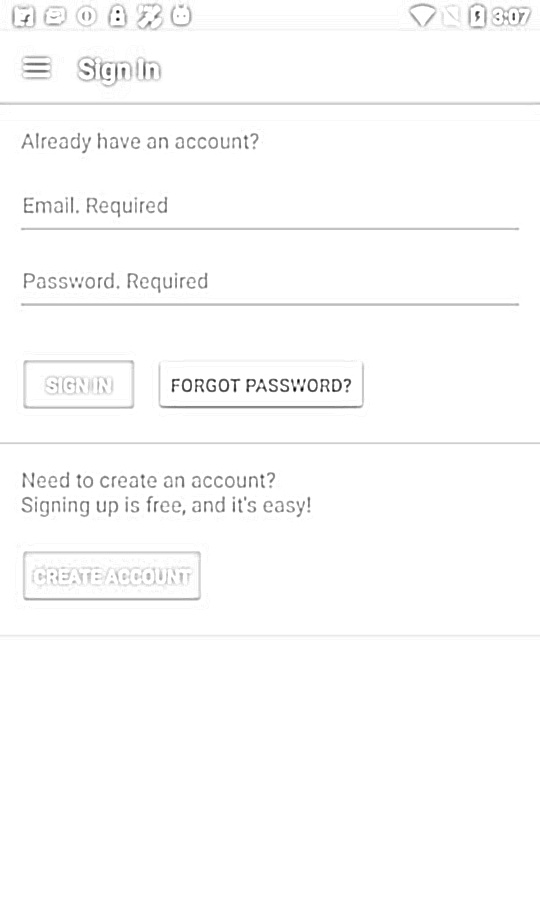 3:07
Sign In
Already have an account?
Email. Required
Password. Required
SIGN IN
FORGOT PASSWORD?
Need to create an account?
Signing up is free, and it's easy!
CREATE ACCOUNT